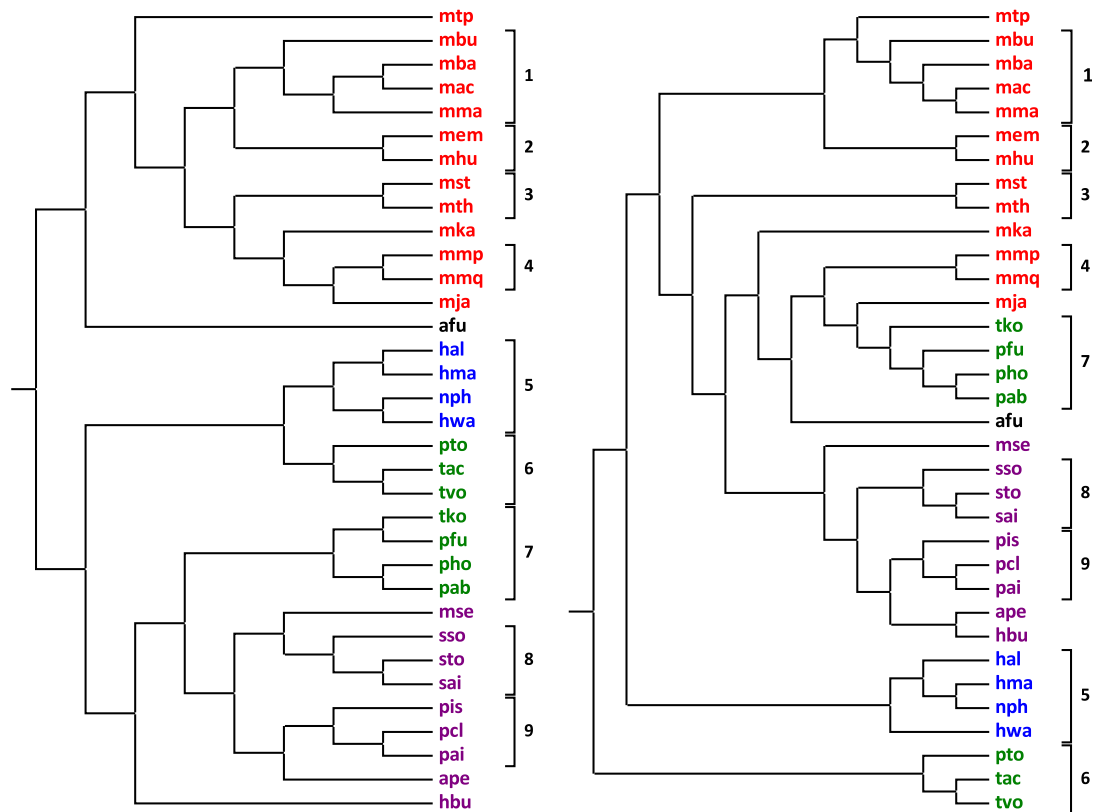 mtp
mbu
mba
mac
mma
1
mem
mhu
2
mst
mth
3
mka
mmp
mmq
4
mja
afu
hal
hma
nph
hwa
5
pto
tac
tvo
6
tko
pfu
pho
pab
7
mse
sso
sto
sai
8
pis
pcl
pai
9
ape
hbu
mtp
mbu
mba
mac
mma
1
mem
mhu
2
mst
mth
3
mka
mmp
mmq
4
mja
tko
pfu
pho
pab
7
afu
mse
sso
sto
sai
8
pis
pcl
pai
9
ape
hbu
hal
hma
nph
hwa
5
pto
tac
tvo
6